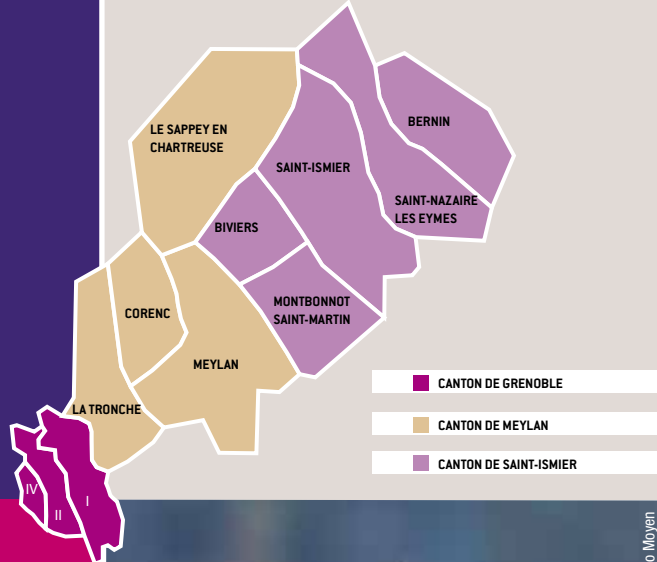 LE SAPPEY EN
CHARTREUSE
BERNIN
SAINT-ISMIER
SAINT-NAZAIRE
LES EYMES
BIVIERS
MONTBONNOT
SAINT-MARTIN
CORENC
MEYLAN
LA TRONCHE
CANTON DE GRENOBLE
CANTON DE MEYLAN
CANTON DE SAINT-ISMIER
IV
II
I
o Moyen